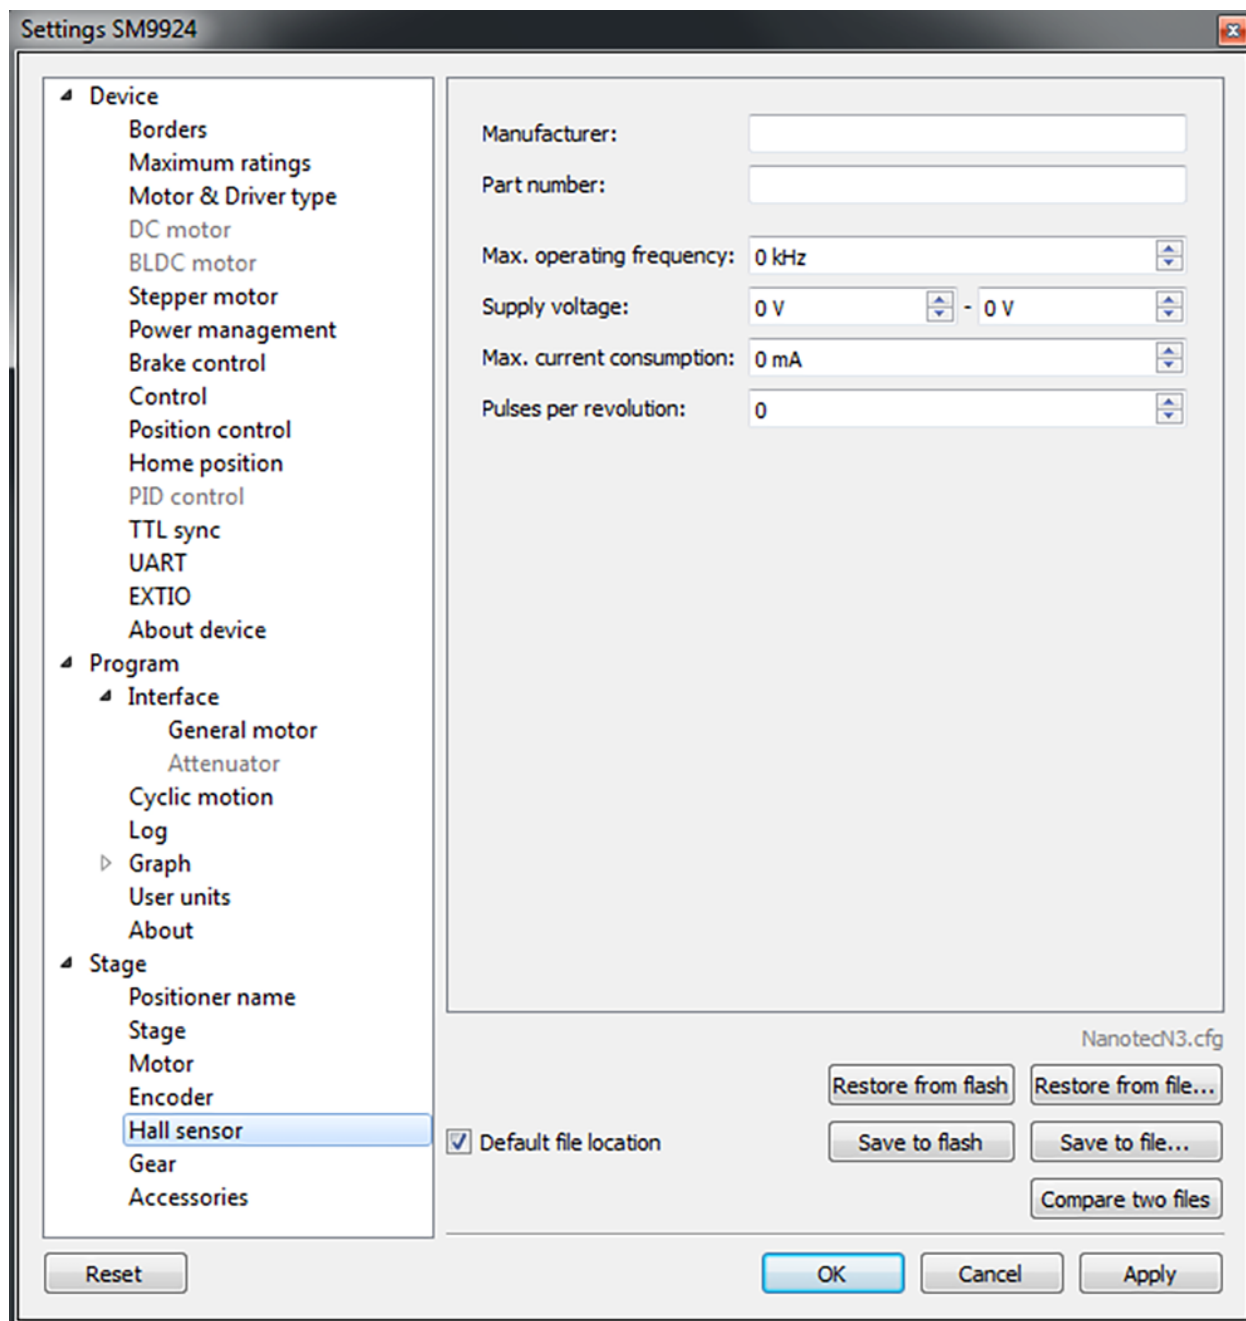 Settings SM9924
Device
Borders
Maximum ratings
Motor & Driver type
DC motor
BLDC motor
Stepper motor
Power management
Brake control
Control
Position control
Home position
PID control
TTL sync
UART
EXTIO
About device
Program
Interface
General motor
Attenuator
Cyclic motion
Log
Graph
User units
About
Stage
Positioner name
Stage
Motor
Encoder
Hall sensor
Gear
Accessories
Manufacturer:
Part number:
Max. operating frequency: 0 kHz
Supply voltage: 0 V - 0 V
Max. current consumption: 0 mA
Pulses per revolution: 0
NanotecN3.cfg
Restore from flash Restore from file...
Default file location Save to flash Save to file...
Compare two files
Reset OK Cancel Apply